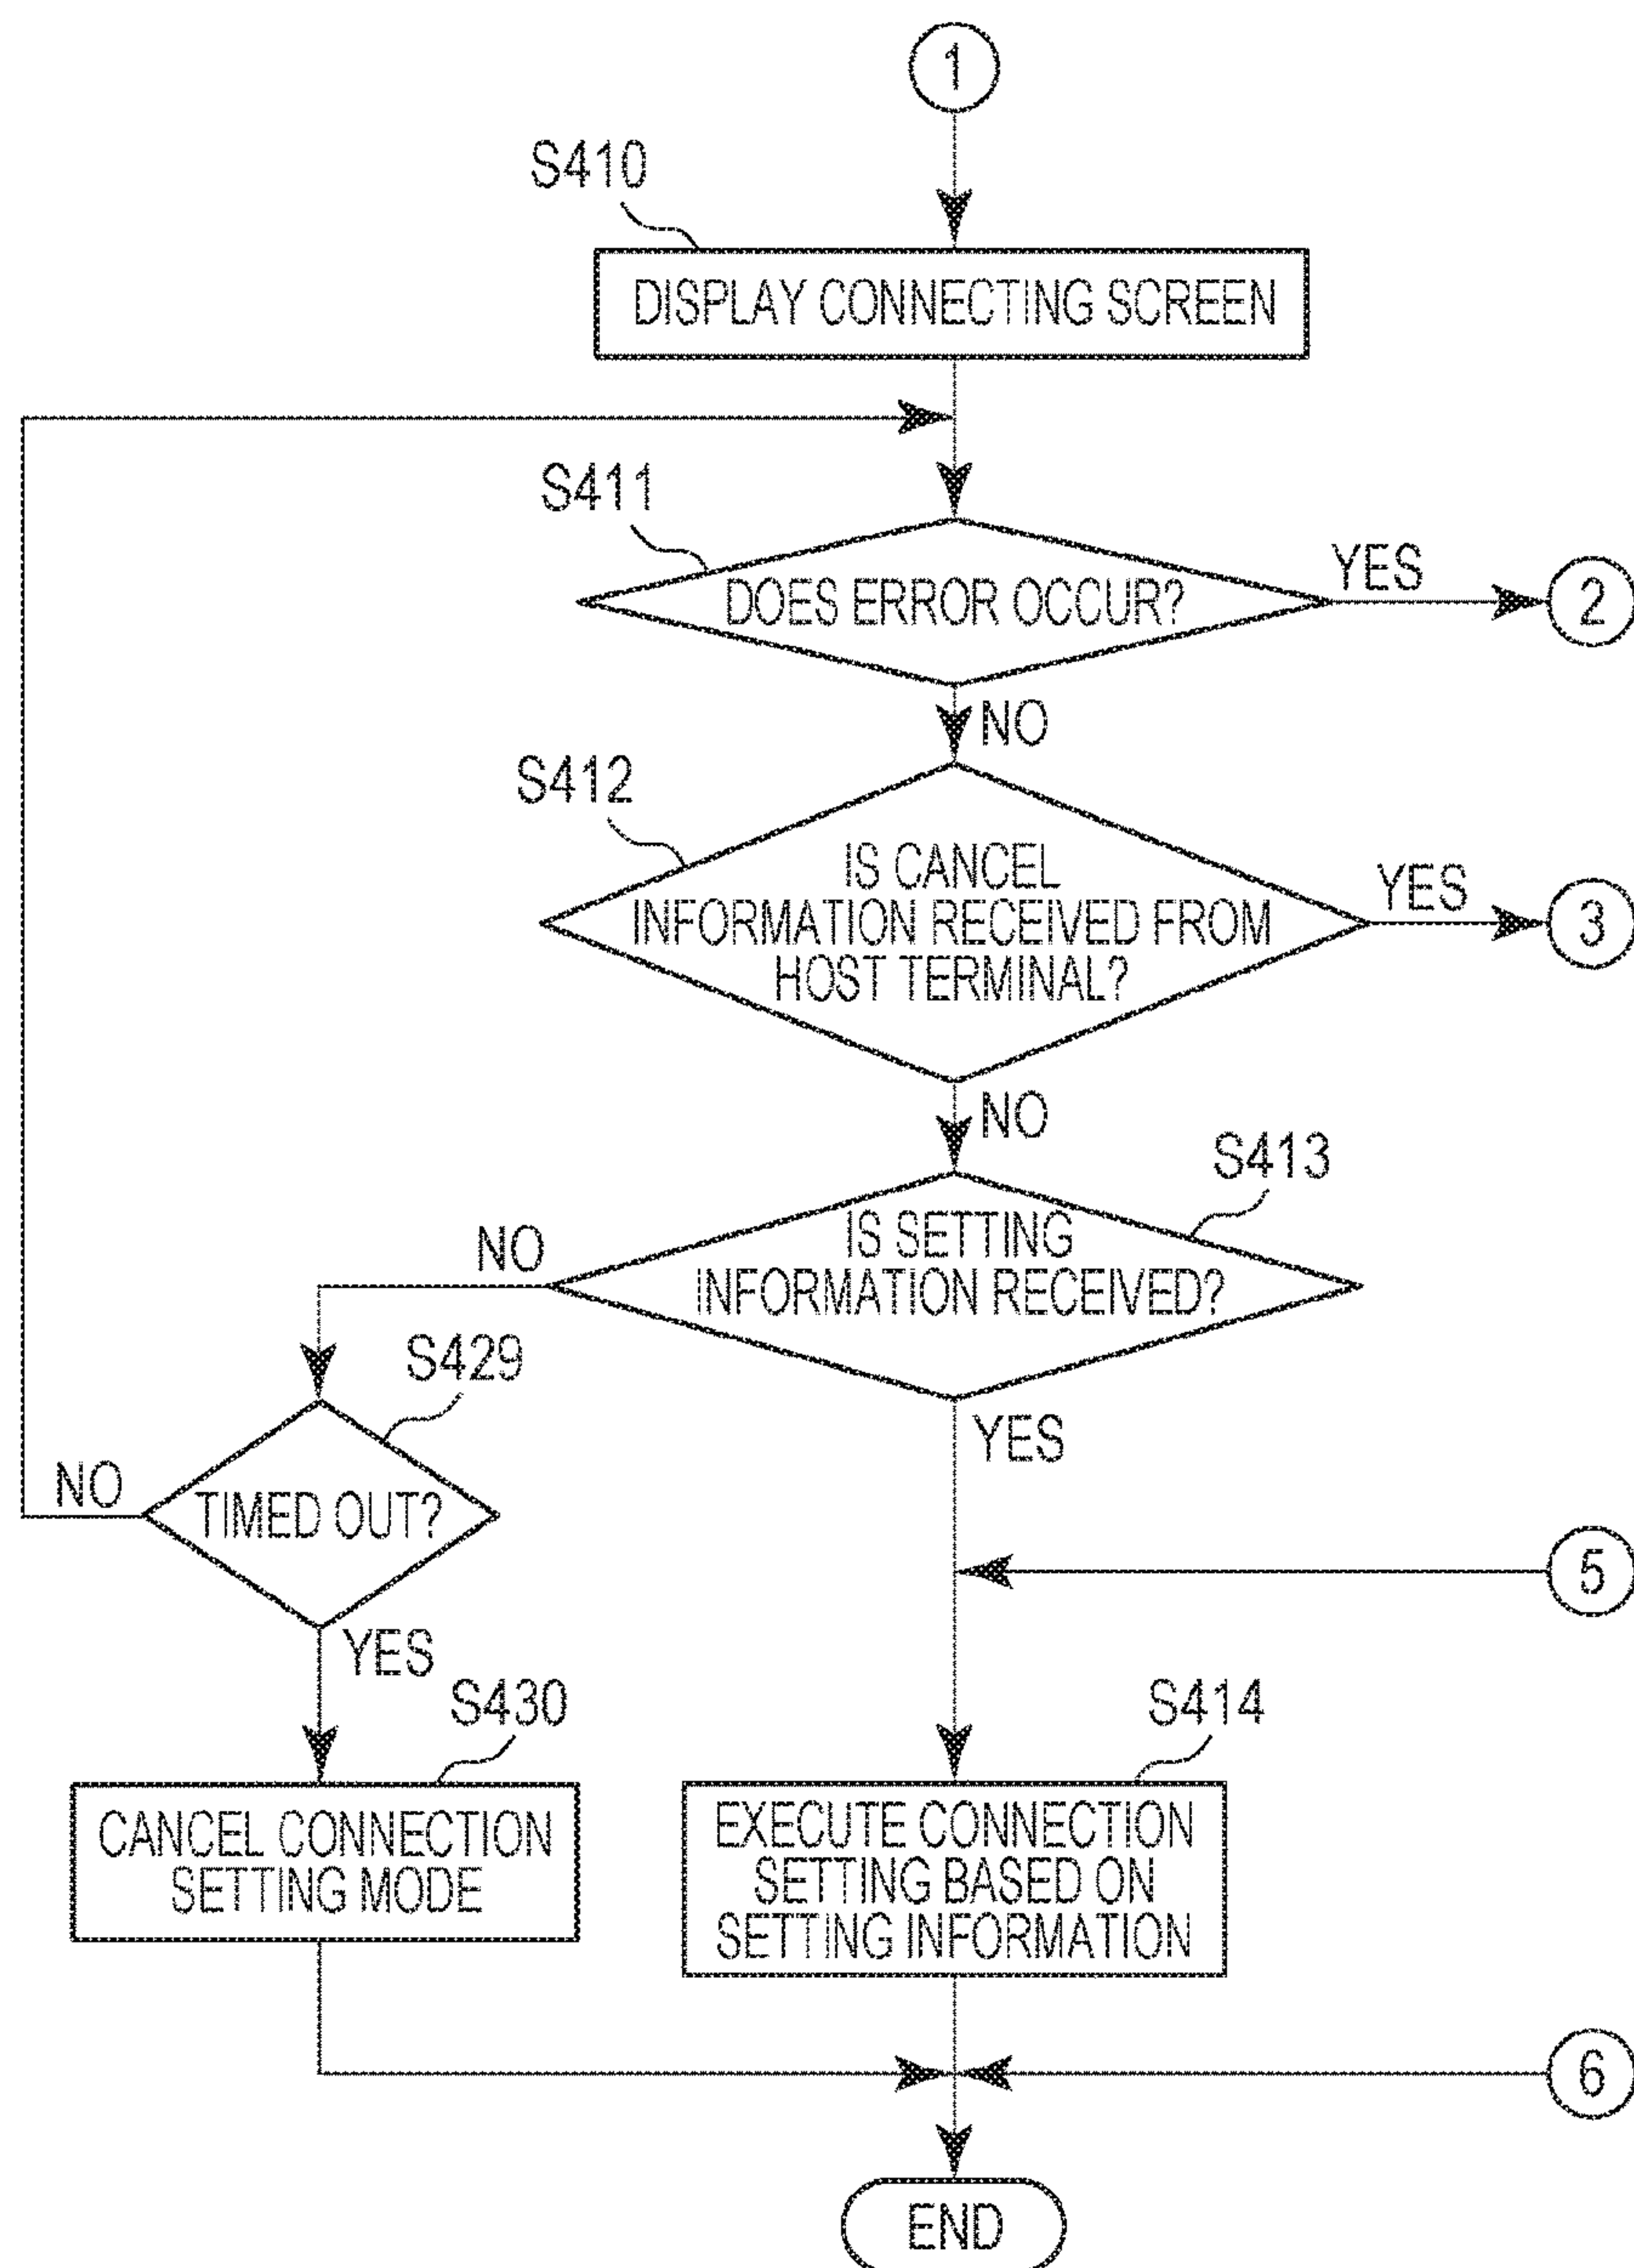 1
S410
DISPLAY CONNECTING SCREEN
S411
DOES ERROR OCCUR?
YES
2
NO
S412
IS CANCEL
INFORMATION RECEIVED FROM
HOST TERMINAL?
YES
3
NO
S413
IS SETTING
INFORMATION RECEIVED?
NO
YES
S429
TIMED OUT?
NO
YES
5
S430
CANCEL CONNECTION
SETTING MODE
S414
EXECUTE CONNECTION
SETTING BASED ON
SETTING INFORMATION
6
END